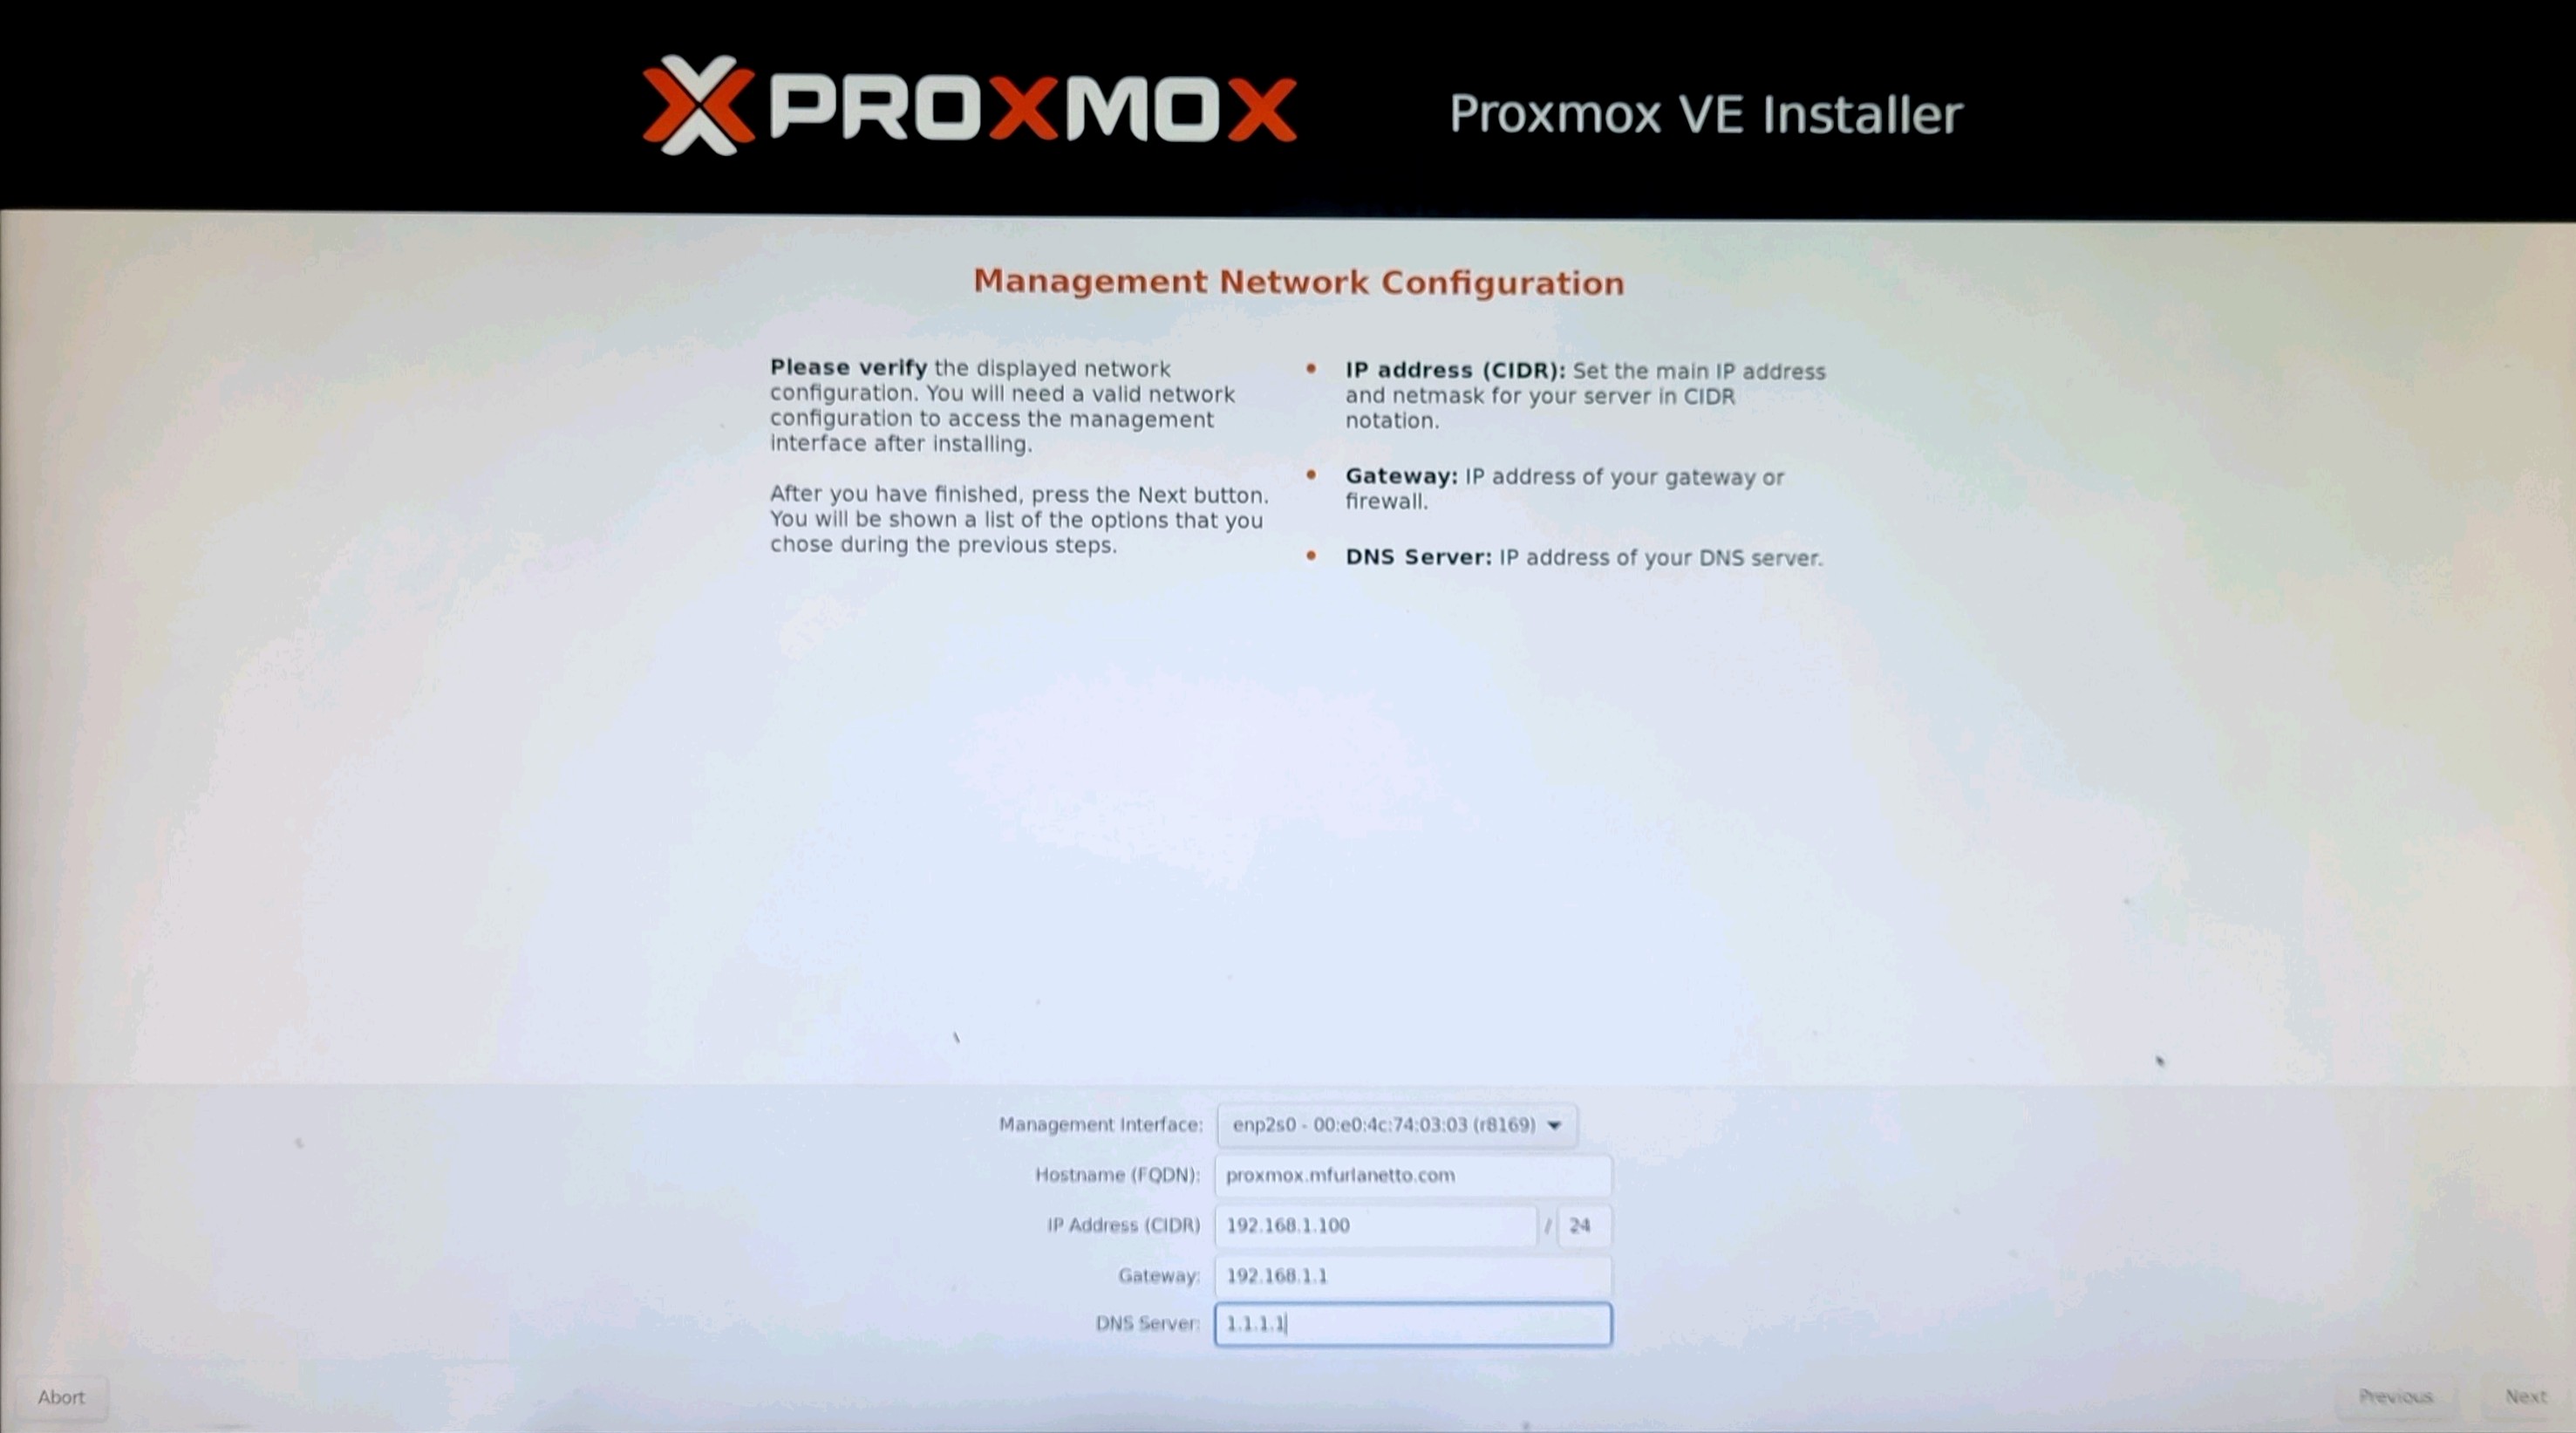 PROXMOX
Proxmox VE Installer
Management Network Configuration
Please verify the displayed network
configuration. You will need a valid network
configuration to access the management
interface after installing.
After you have finished, press the Next button.
You will be shown a list of the options that you
chose during the previous steps.
IP address (CIDR): Set the main IP address
and netmask for your server in CIDR
notation.
Gateway: IP address of your gateway or
firewall.
DNS Server: IP address of your DNS server.
Management Interface: enp2s0 - 00:e0:4c:74:03:03 (r8169)
Hostname (FQDN): proxmox.mfurlanetto.com
IP Address (CIDR) 192.168.1.100 / 24
Gateway: 192.168.1.1
DNS Server: 1.1.1.1
Abort
Previous Next